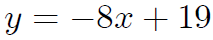 y = −8x + 19